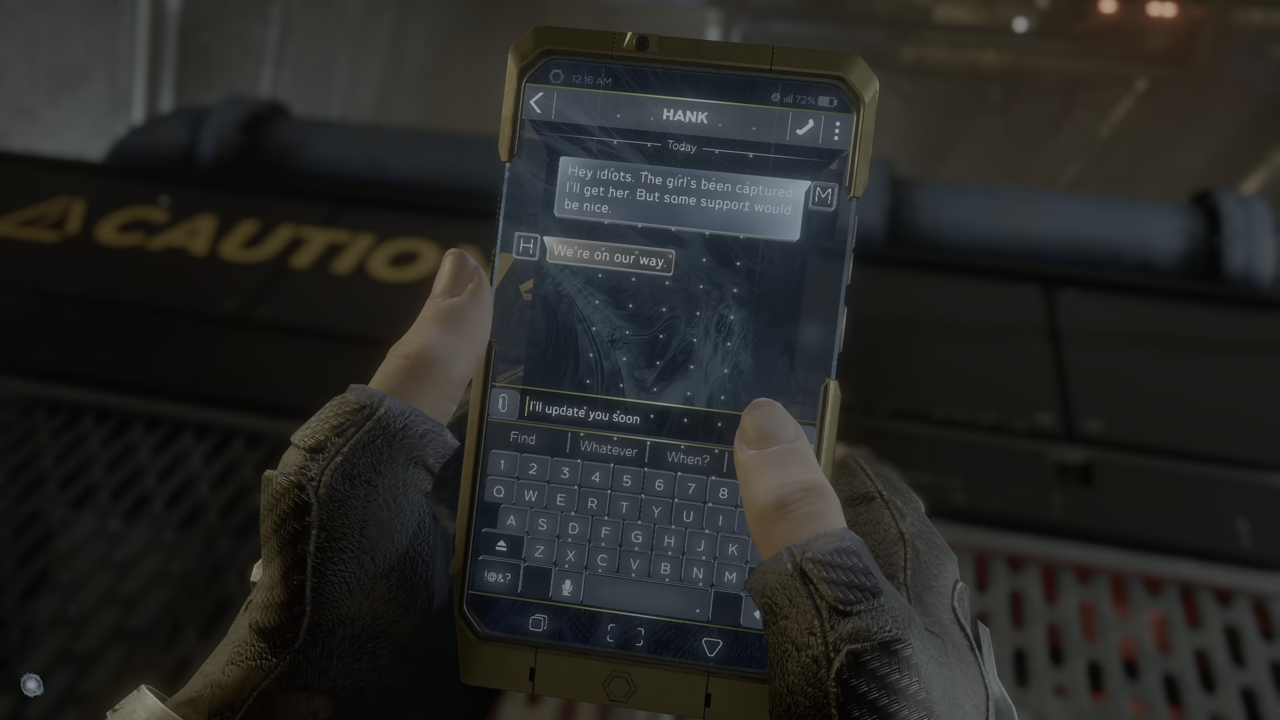 12:16 AM
72%
HANK
Today
Hey idiots. The girl's been captured
I'll get her. But some support would
be nice.
M
H
We're on our way.
CAUTION
I'll update you soon
Find Whatever When?
1 2 3 4 5 6 7 8
Q W E R T Y U I
A S D F G H J K
Z X C V B N M
!@&?